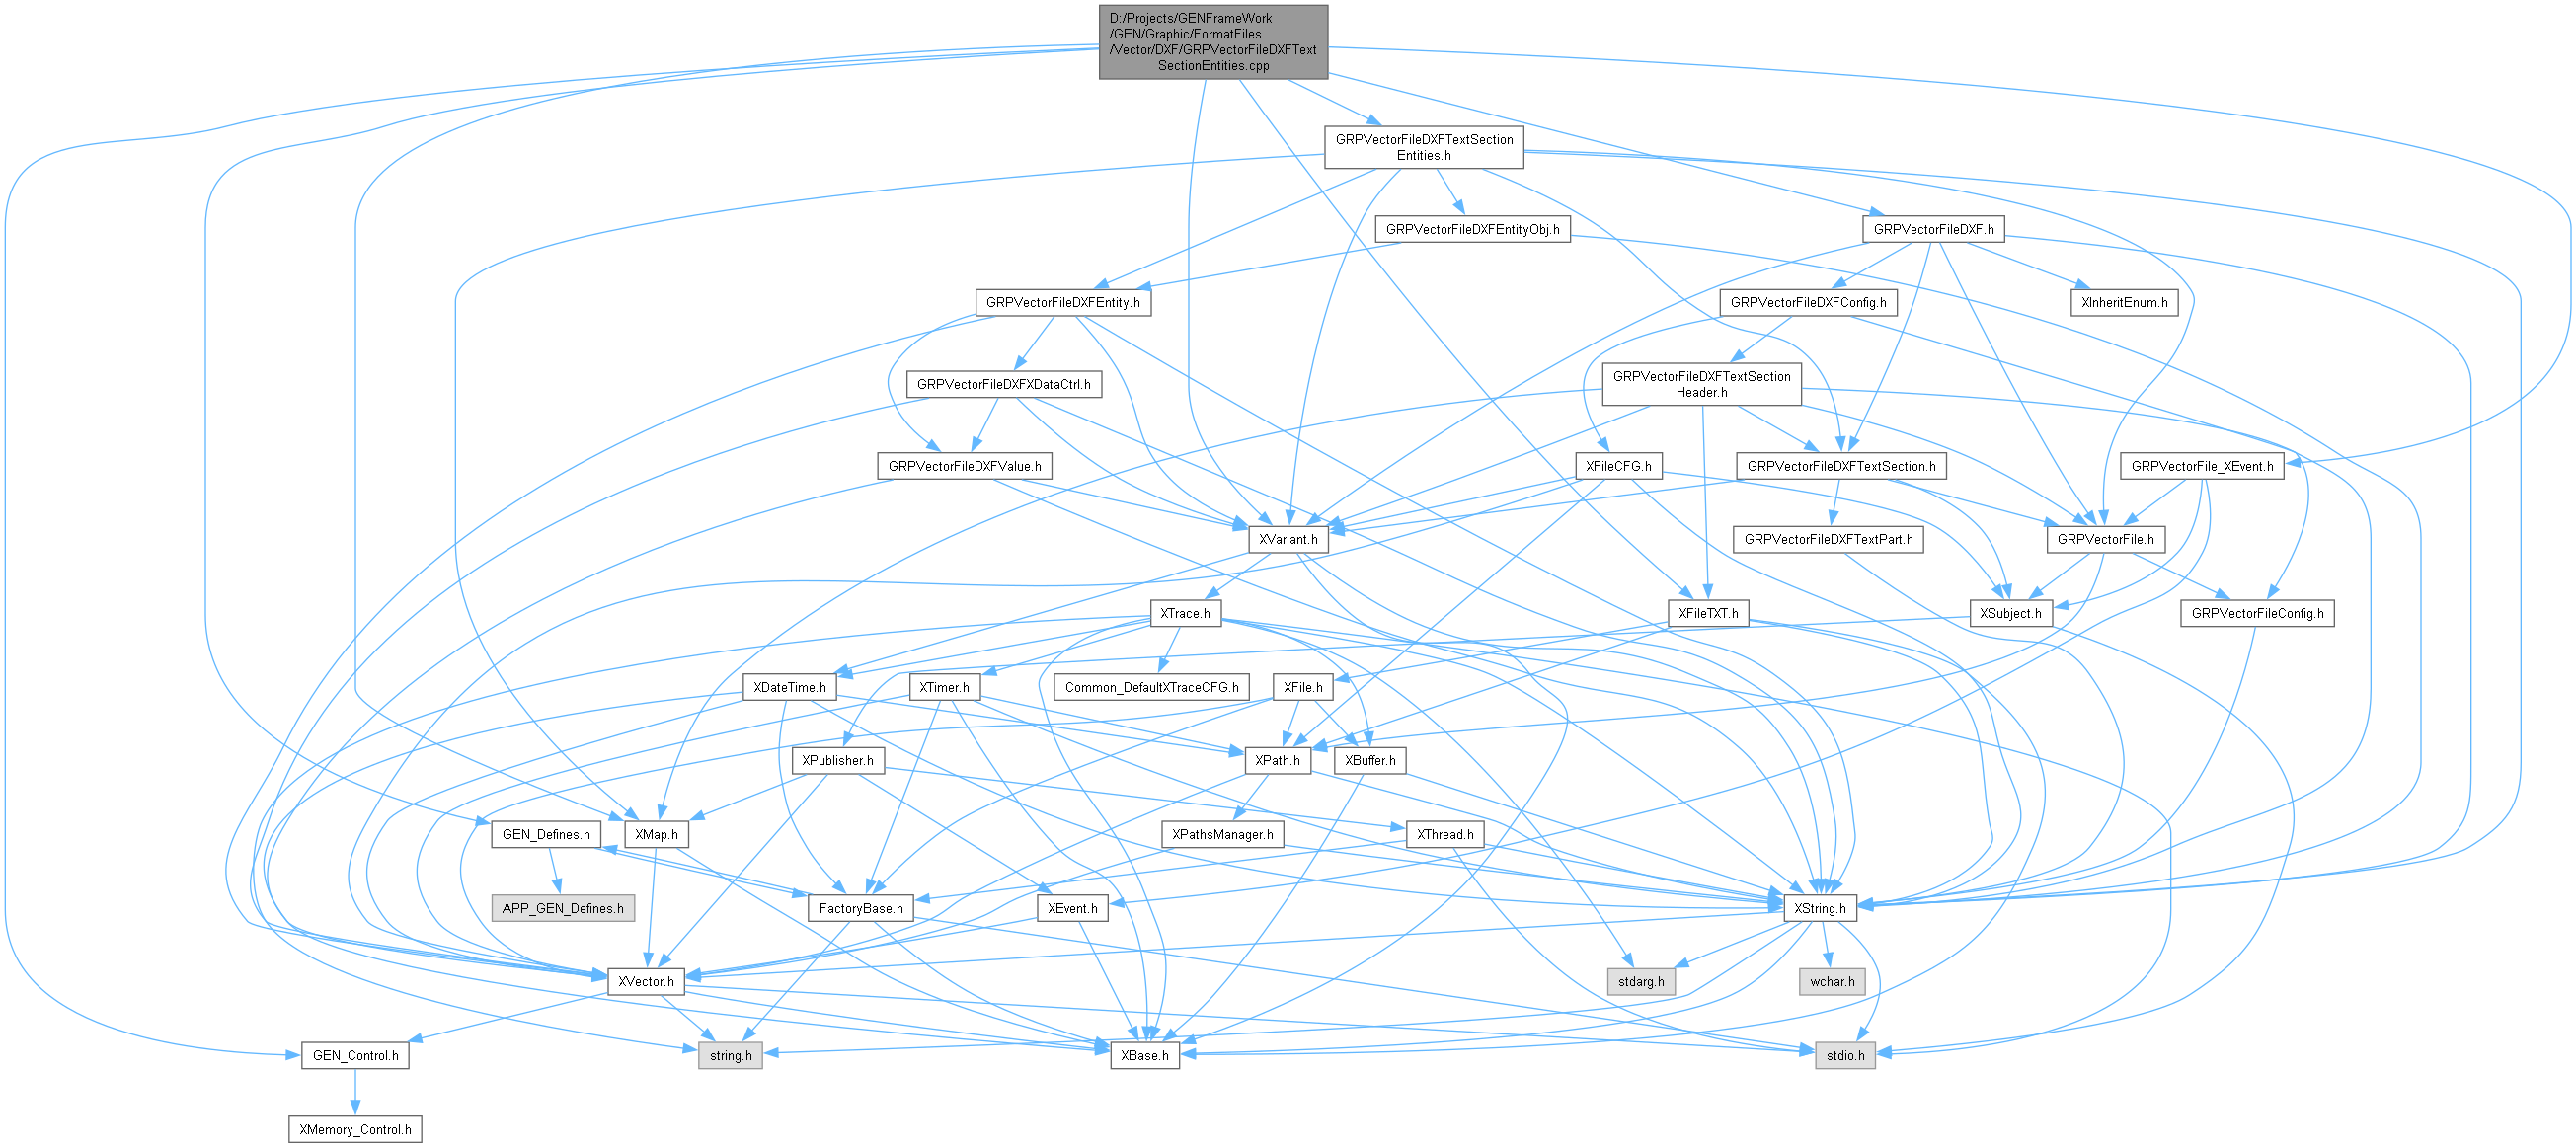 D:/Projects/GENFrameWork
/GEN/Graphic/FormatFiles
/Vector/DXF/GRPVectorFileDXFText
SectionEntities.cpp
GRPVectorFileDXFTextSection
Entities.h
GRPVectorFileDXFEntityObj.h
GRPVectorFileDXF.h
GRPVectorFileDXFEntity.h
GRPVectorFileDXFConfig.h
XInheritEnum.h
GRPVectorFileDXFXDataCtrl.h
GRPVectorFileDXFTextSection
Header.h
GRPVectorFileDXFValue.h
XFileCFG.h
GRPVectorFileDXFTextSection.h
GRPVectorFile_XEvent.h
XVariant.h
GRPVectorFileDXFTextPart.h
GRPVectorFile.h
XTrace.h
XFileTXT.h
XSubject.h
GRPVectorFileConfig.h
XDateTime.h
XTimer.h
Common_DefaultXTraceCFG.h
XFile.h
XPublisher.h
XPath.h
XBuffer.h
GEN_Defines.h
XMap.h
XPathsManager.h
XThread.h
APP_GEN_Defines.h
FactoryBase.h
XEvent.h
XString.h
XVector.h
stdarg.h
wchar.h
GEN_Control.h
string.h
XBase.h
stdio.h
XMemory_Control.h